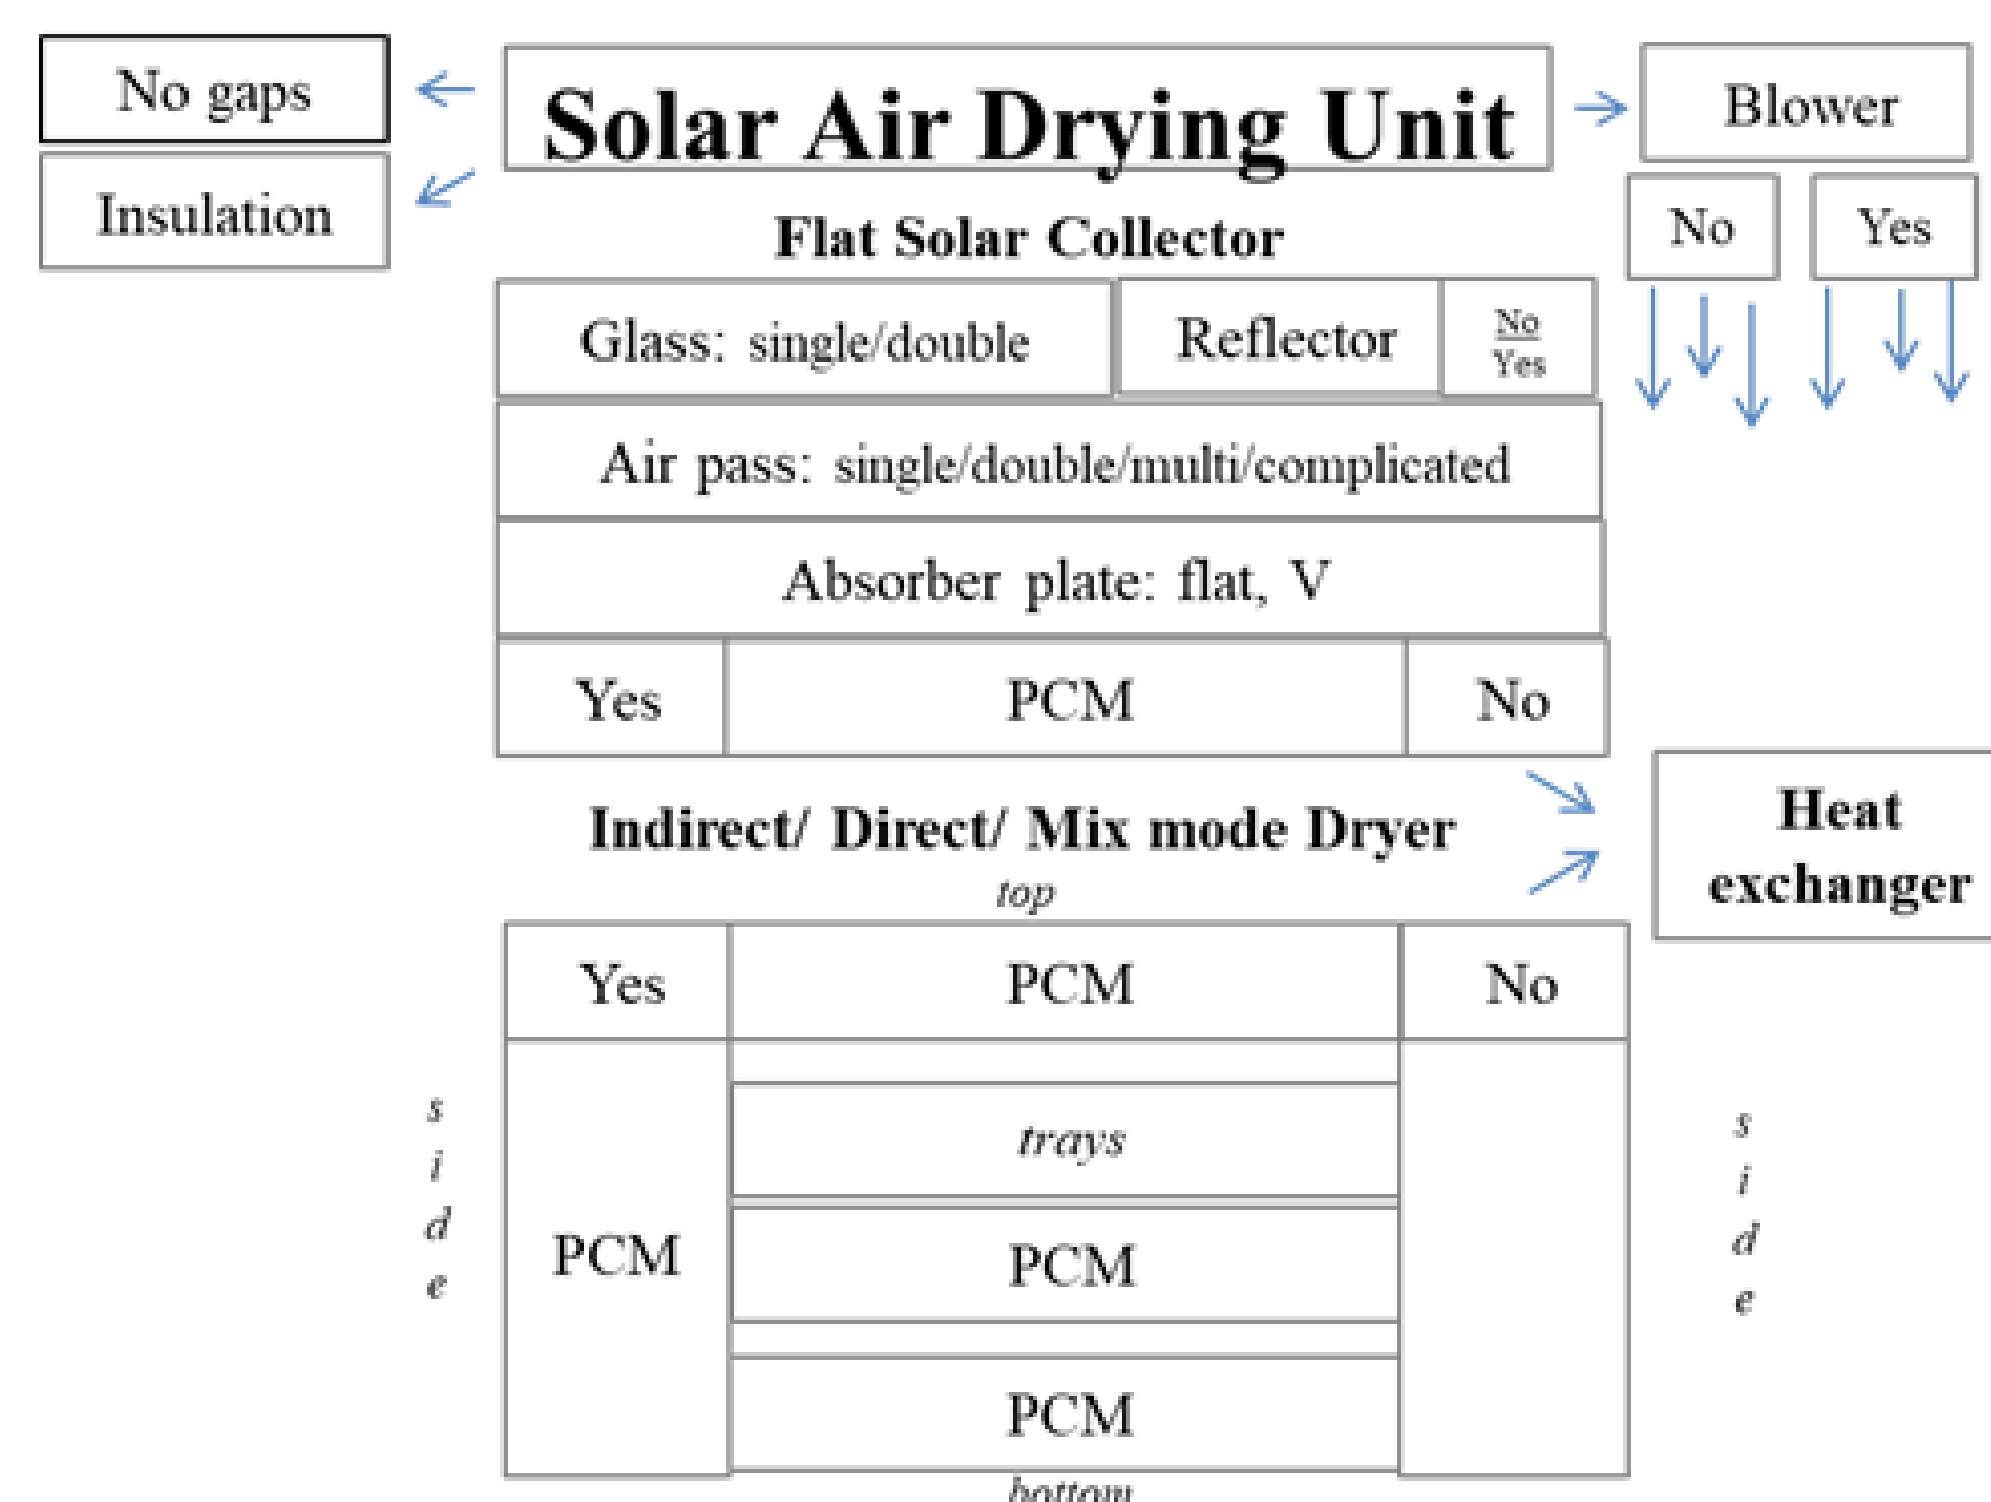 No gaps
Solar Air Drying Unit
Blower
Insulation
No
Yes
Flat Solar Collector
Glass: single/double
Reflector
No
Yes
Air pass: single/double/multi/complicated
Absorber plate: flat, V
Yes
PCM
No
Indirect/ Direct/ Mix mode Dryer
Heat
exchanger
top
Yes
PCM
No
s
i
d
e
trays
PCM
PCM
PCM
s
i
d
e
bottom